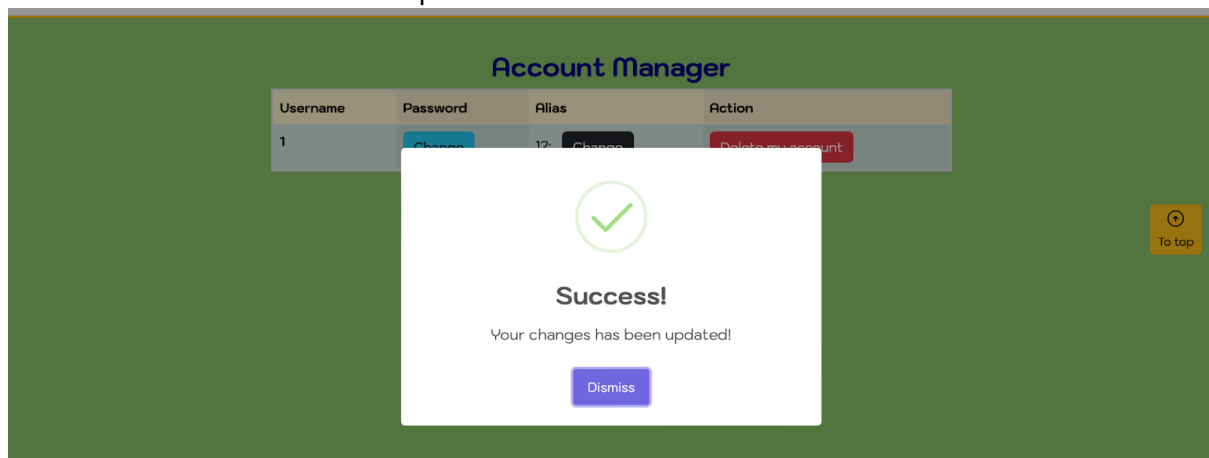 Account Manager
Username Password Alias Action
1 Change 12: Change Delete my account
To top
Success!
Your changes has been updated!
Dismiss